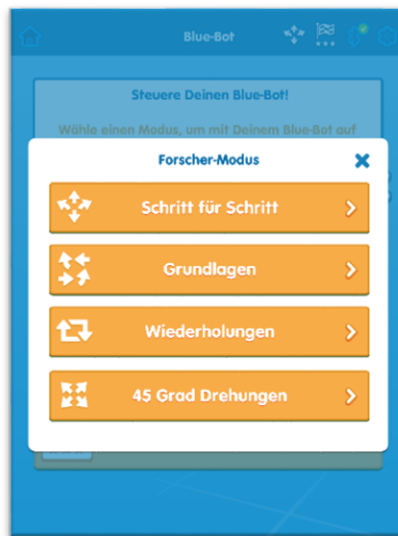 Blue-Bot
Steuere Deinen Blue-Bot!
Wähle einen Modus, um mit Deinem Blue-Bot auf
Forscher-Modus
Schritt für Schritt
Grundlagen
Wiederholungen
45 Grad Drehungen